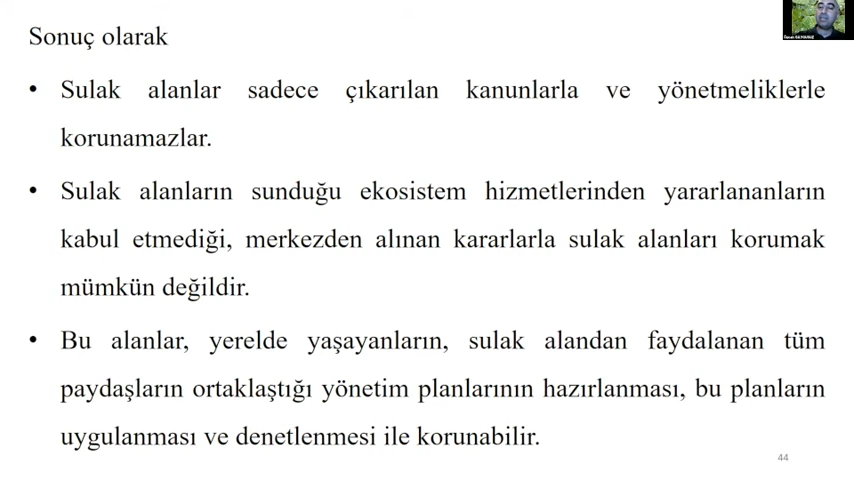 Sonuç olarak
• Sulak alanlar sadece çıkarılan kanunlarla ve yönetmeliklerle
korunamazlar.
• Sulak alanların sunduğu ekosistem hizmetlerinden yararlananların
kabul etmediği, merkezden alınan kararlarla sulak alanları korumak
mümkün değildir.
• Bu alanlar, yerelde yaşayanların, sulak alandan faydalanan tüm
paydaşların ortaklaştığı yönetim planlarının hazırlanması, bu planların
uygulanması ve denetlenmesi ile korunabilir.
44